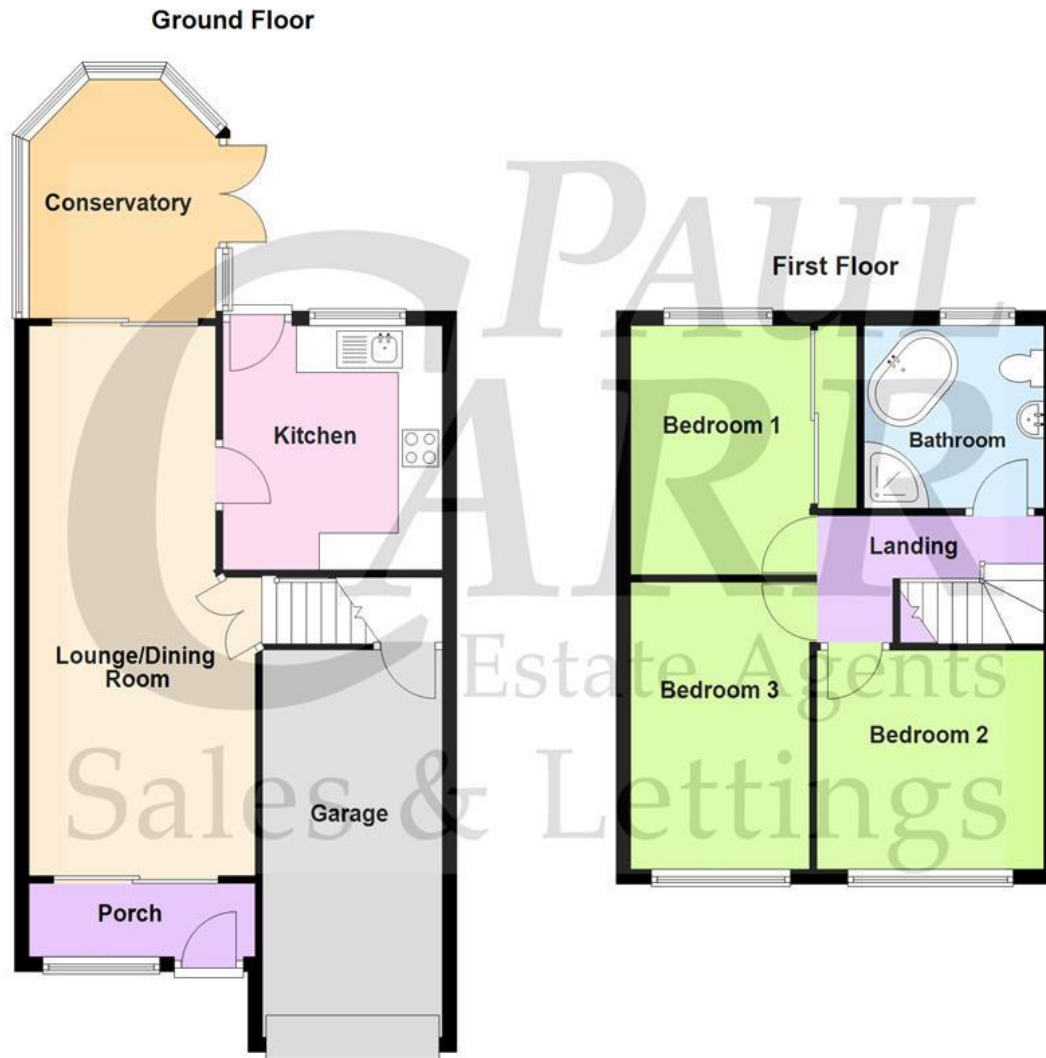 Ground Floor
Conservatory
Kitchen
Lounge/Dining
Room
Garage
Porch
First Floor
Bedroom 1
Bathroom
Landing
Bedroom 3
Bedroom 2
PAUL
CARR
Estate Agents
Sales & Lettings